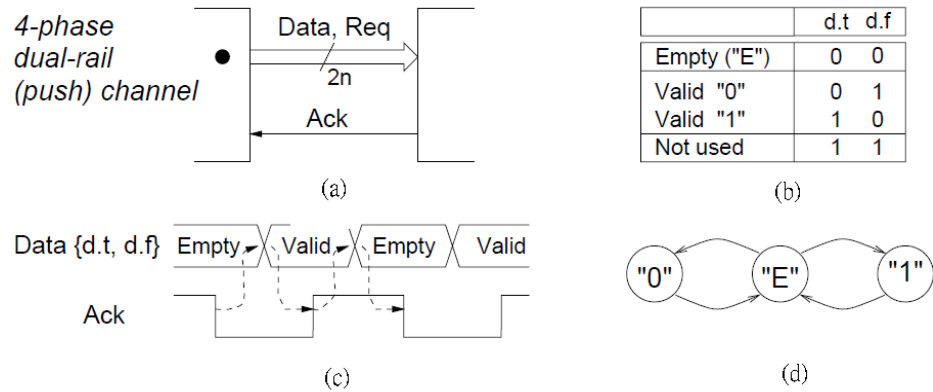 4-phase
dual-rail
(push) channel
Data, Req
2n
Ack
(a)
d.t d.f
Empty ("E") 0 0
Valid "0" 0 1
Valid "1" 1 0
Not used 1 1
(b)
Data {d.t, d.f} Empty Valid Empty Valid
Ack
(c)
"0" "E" "1"
(d)